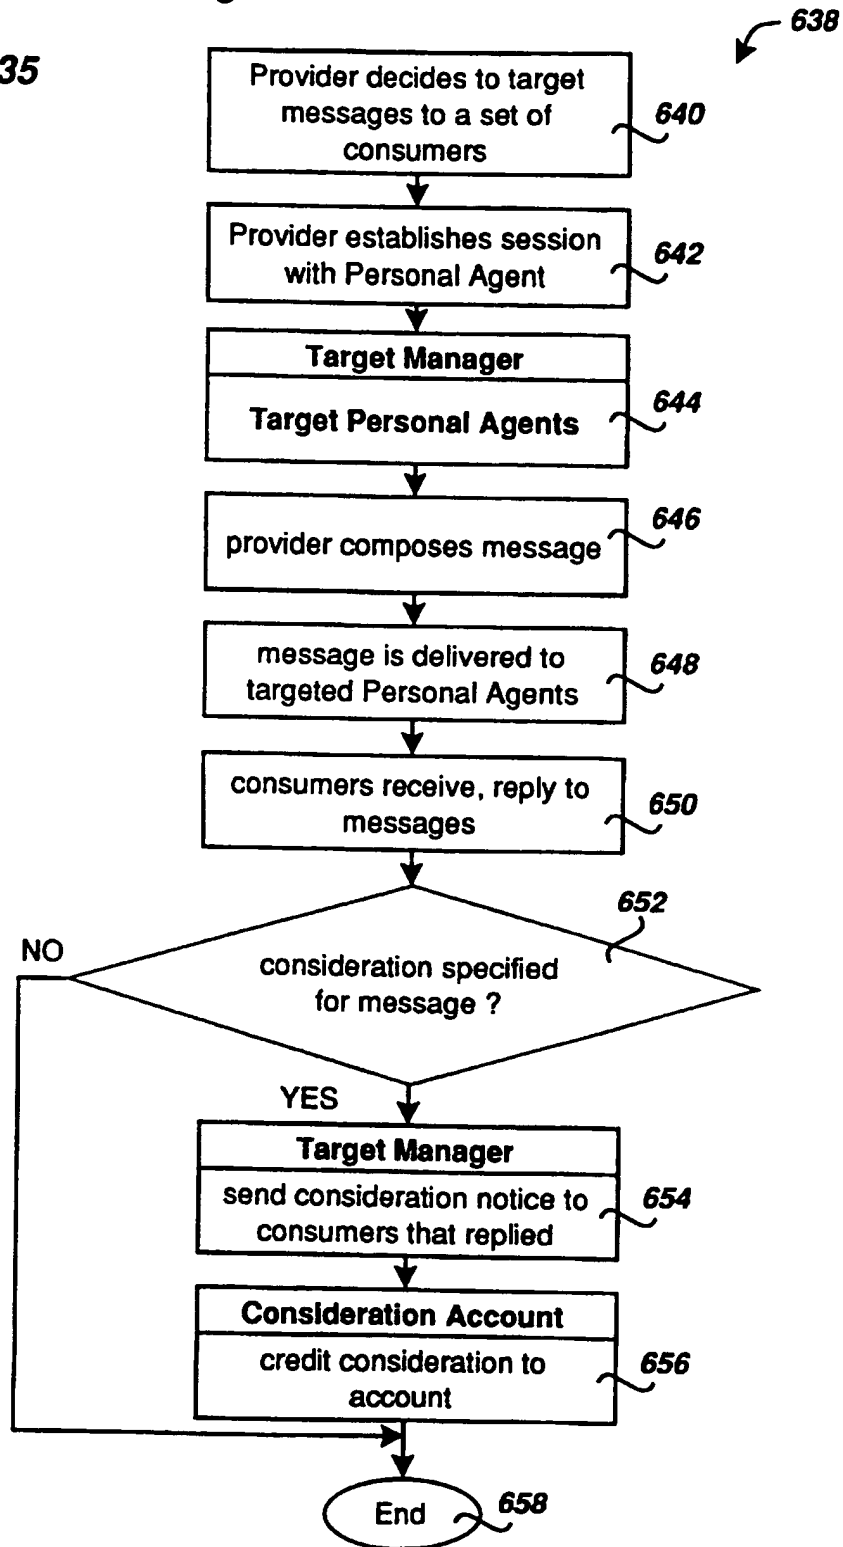 638
35
Provider decides to target
messages to a set of
consumers
640
Provider establishes session
with Personal Agent
642
Target Manager
Target Personal Agents
644
provider composes message
646
message is delivered to
targeted Personal Agents
648
consumers receive, reply to
messages
650
652
NO
consideration specified
for message ?
YES
Target Manager
send consideration notice to
consumers that replied
654
Consideration Account
credit consideration to
account
656
End
658